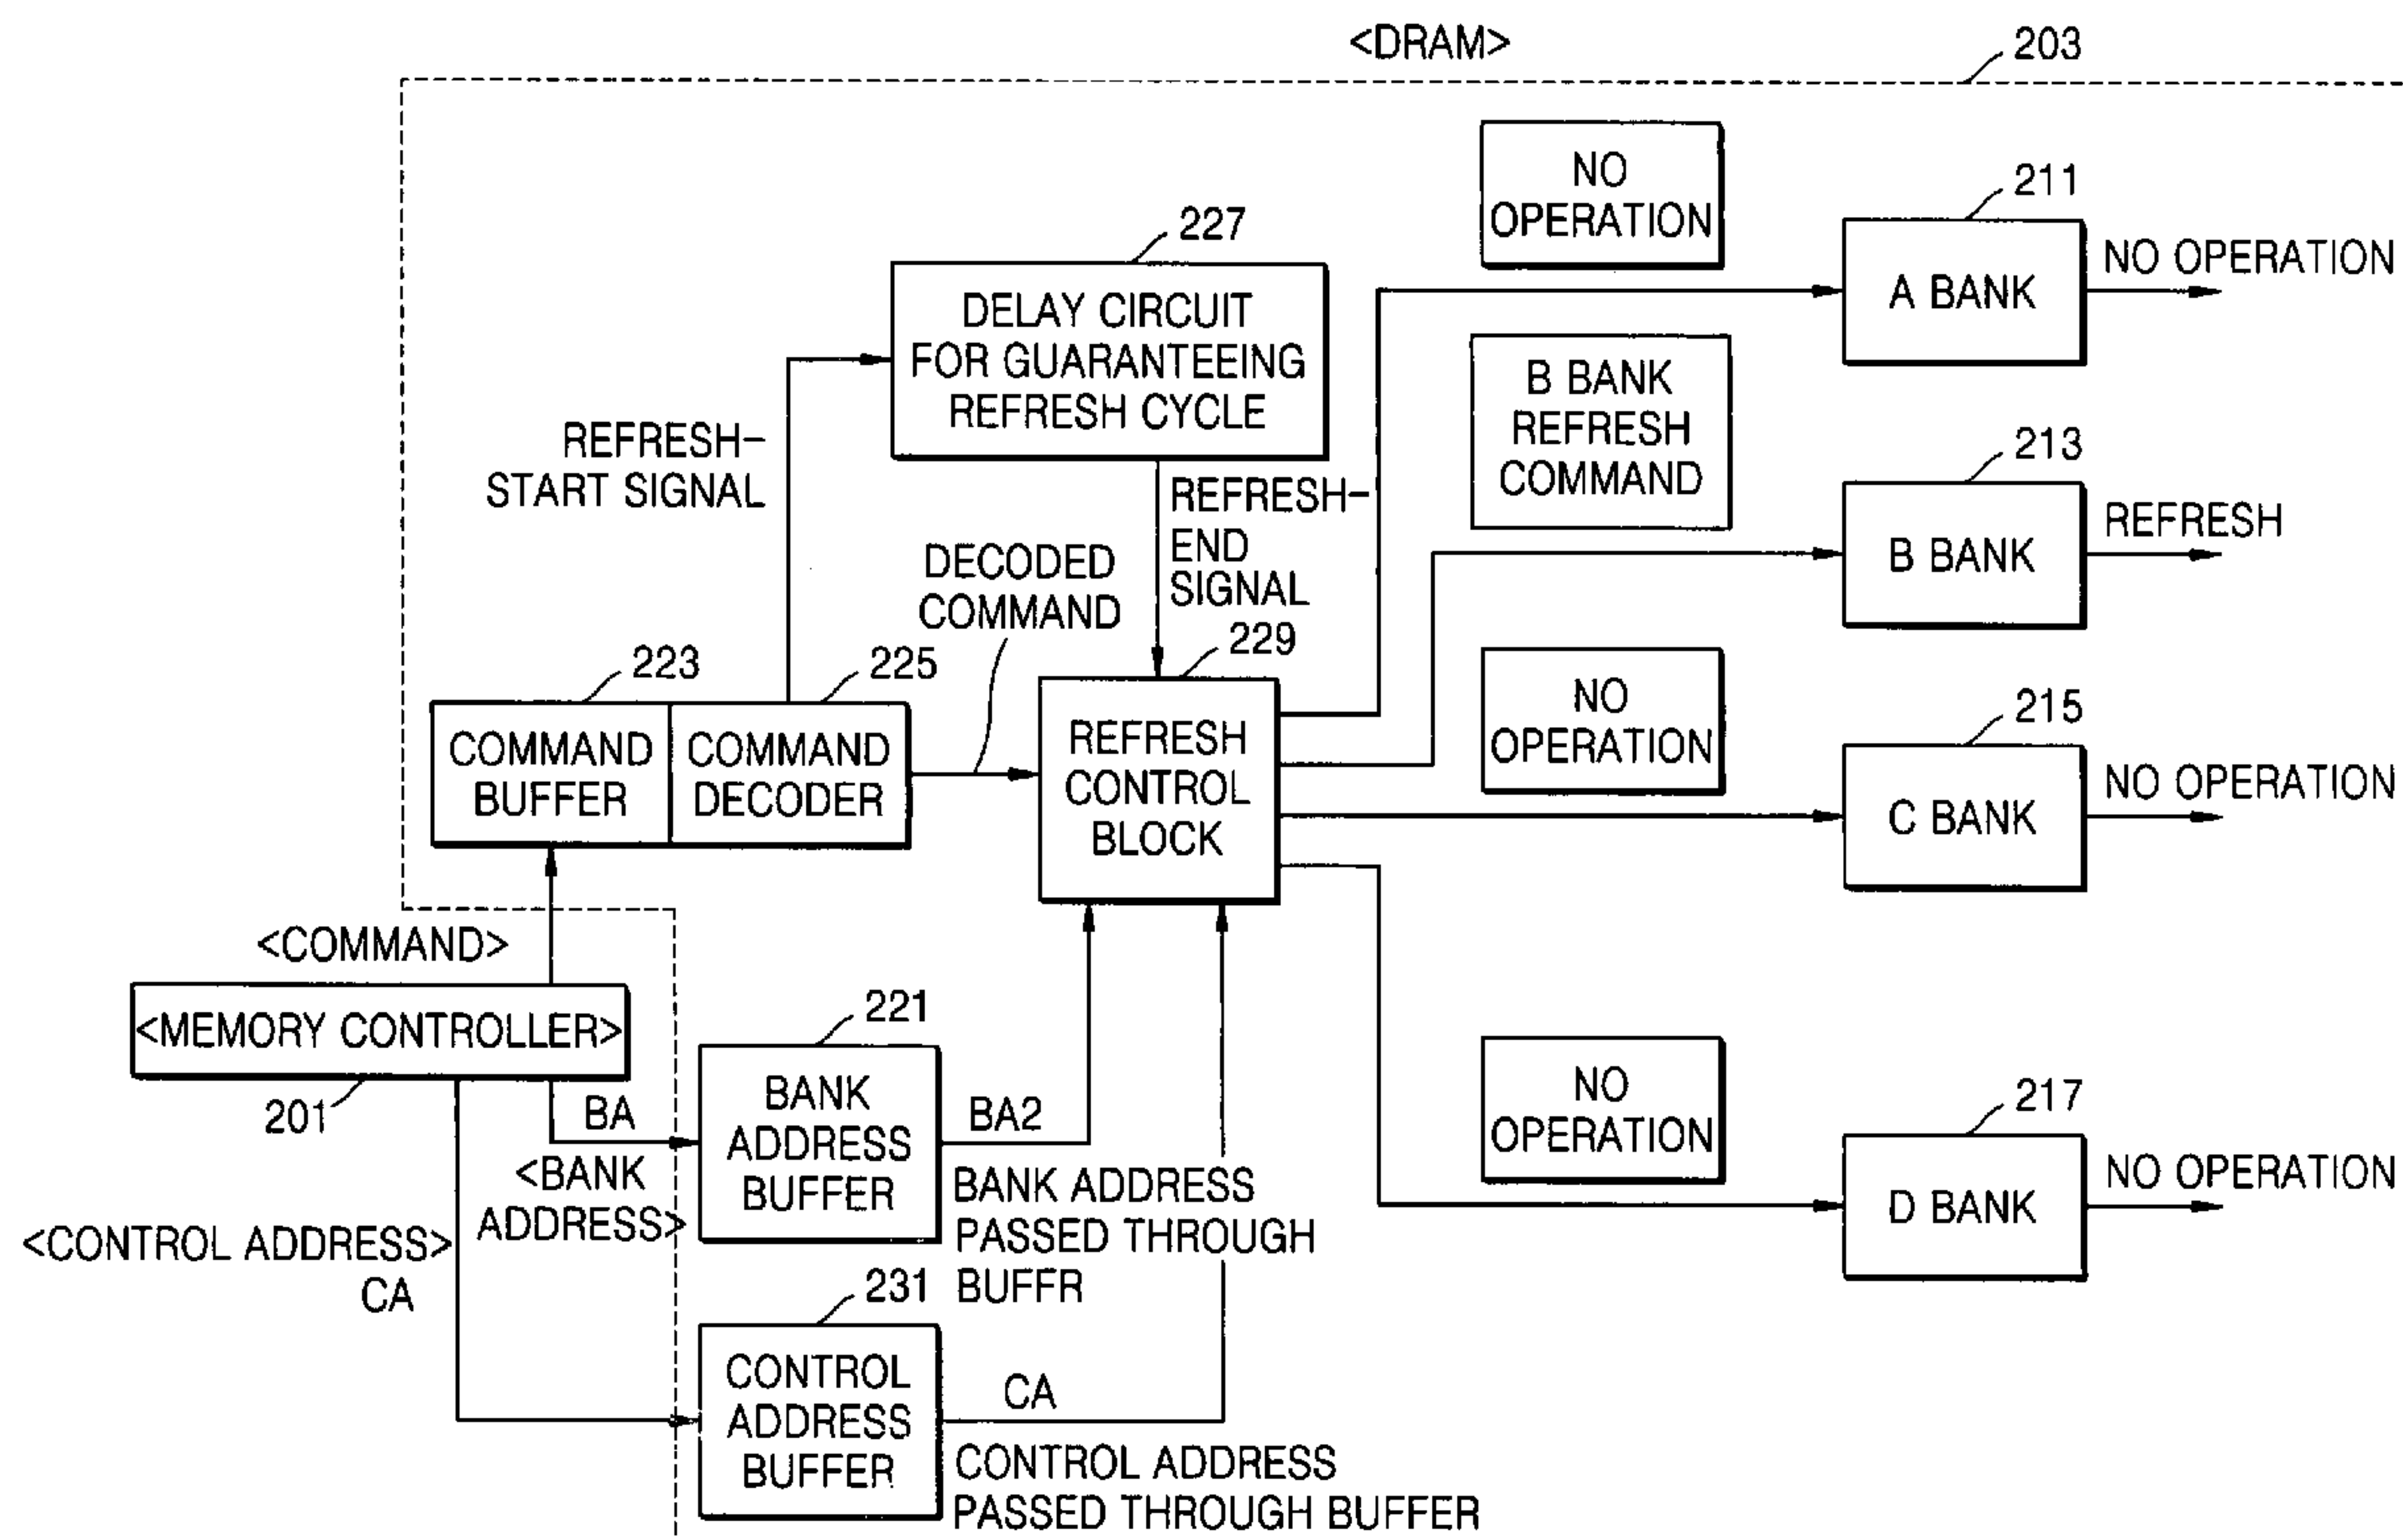 <DRAM>
203
NO
OPERATION
211
A BANK
NO OPERATION
227
DELAY CIRCUIT
FOR GUARANTEEING
REFRESH CYCLE
B BANK
REFRESH
COMMAND
213
B BANK
REFRESH
REFRESH-
START SIGNAL
REFRESH-
END
SIGNAL
DECODED
COMMAND
229
223
225
COMMAND
BUFFER
COMMAND
DECODER
REFRESH
CONTROL
BLOCK
NO
OPERATION
215
C BANK
NO OPERATION
<COMMAND>
<MEMORY CONTROLLER>
201
BA
<BANK
ADDRESS>
<CONTROL ADDRESS>
CA
221
BANK
ADDRESS
BUFFER
BA2
BANK ADDRESS
PASSED THROUGH
BUFFR
NO
OPERATION
217
D BANK
NO OPERATION
231
CONTROL
ADDRESS
BUFFER
CA
CONTROL ADDRESS
PASSED THROUGH BUFFER